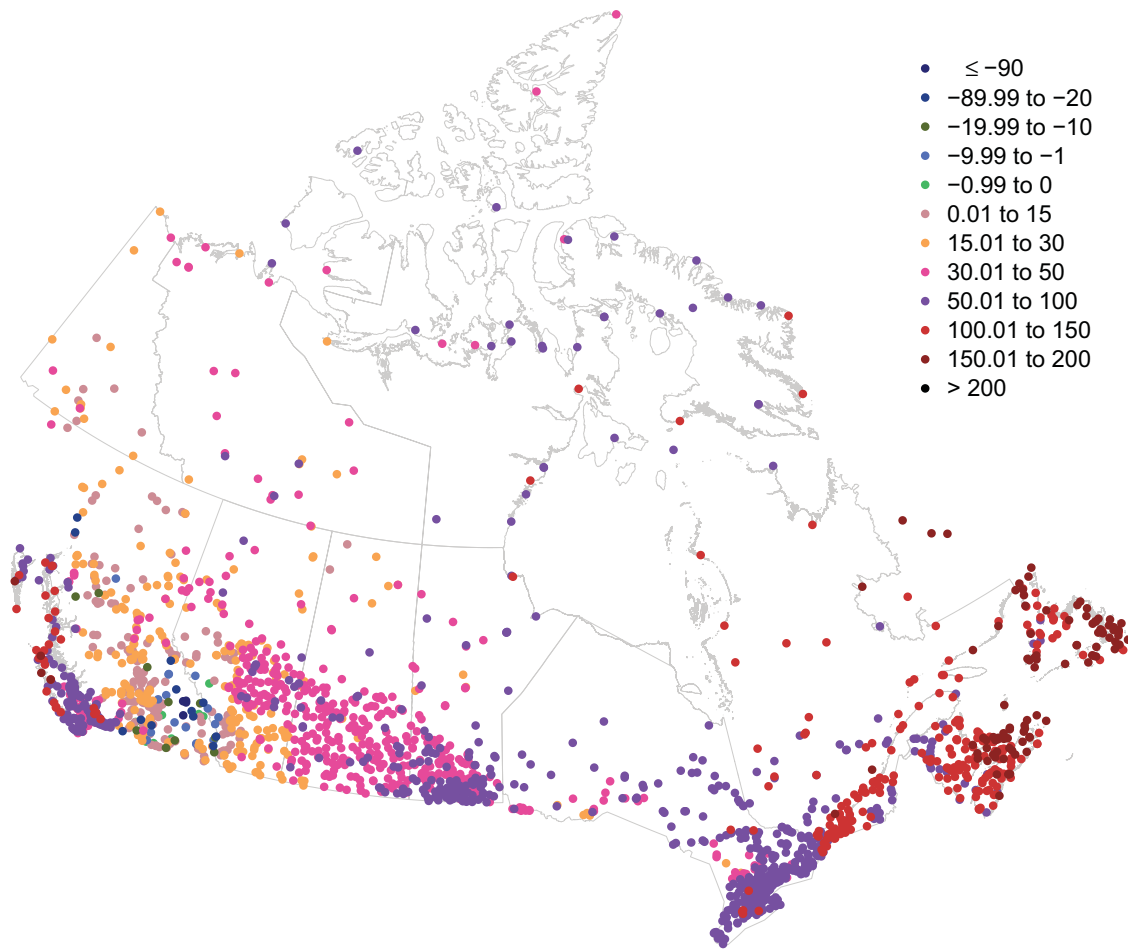 ≤ −90
−89.99 to −20
−19.99 to −10
−9.99 to −1
−0.99 to 0
0.01 to 15
15.01 to 30
30.01 to 50
50.01 to 100
100.01 to 150
150.01 to 200
> 200